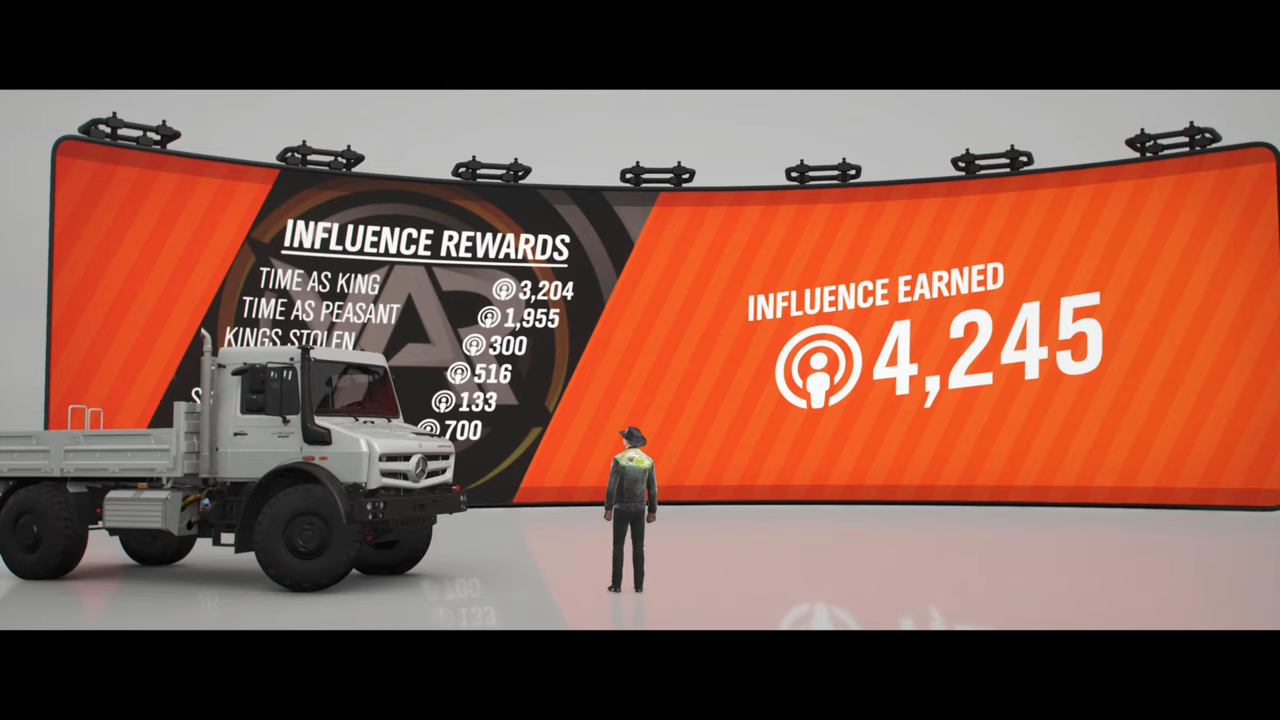 INFLUENCE REWARDS
TIME AS KING 3,204
TIME AS PEASANT 1,955
KINGS STOLEN 300
516
133
700
INFLUENCE EARNED
4,245